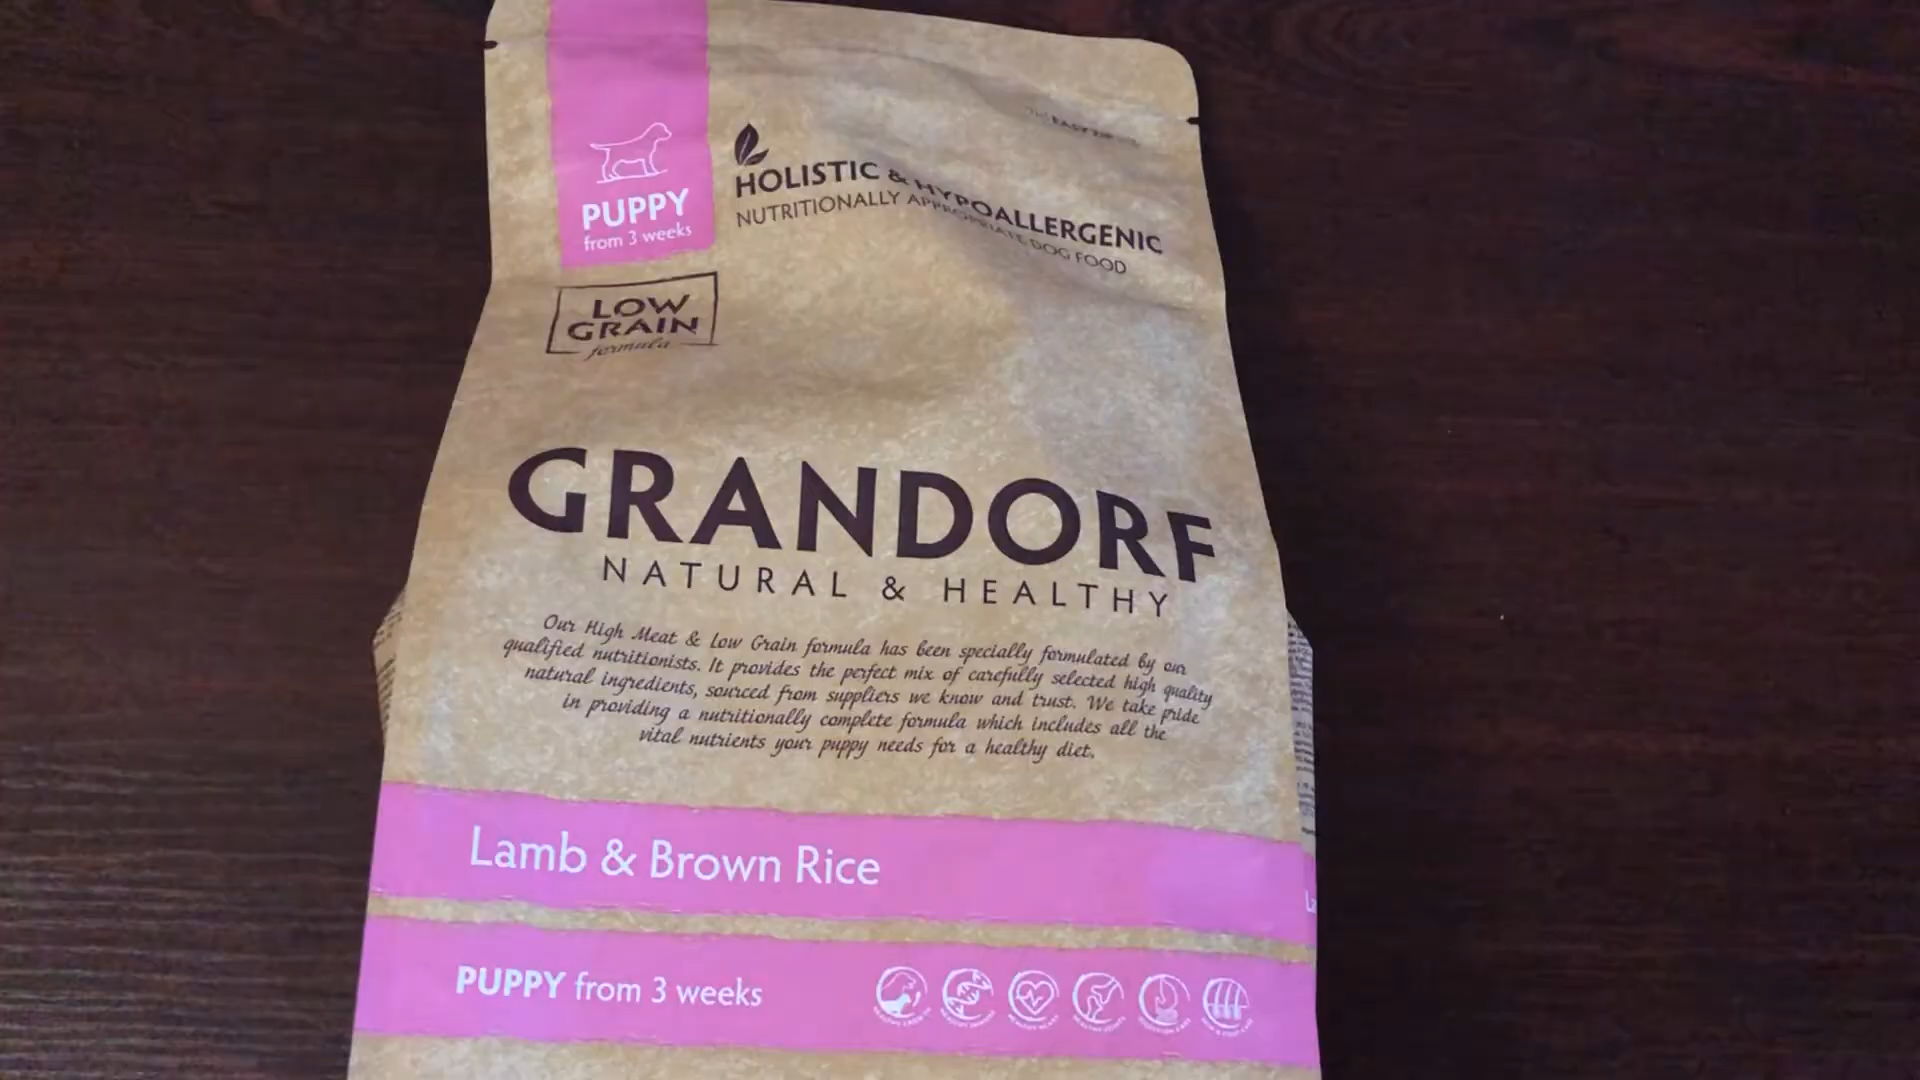 PUPPY
from 3 weeks
HOLISTIC & HYPOALLERGENIC
NUTRITIONALLY APPROPRIATE DOG FOOD
LOW
GRAIN
formula
GRANDORF
NATURAL & HEALTHY
Our High Meat & Low Grain formula has been specially formulated by our
qualified nutritionists. It provides the perfect mix of carefully selected high quality
natural ingredients, sourced from suppliers we know and trust. We take pride
in providing a nutritionally complete formula which includes all the
vital nutrients your puppy needs for a healthy diet.
Lamb & Brown Rice
PUPPY from 3 weeks